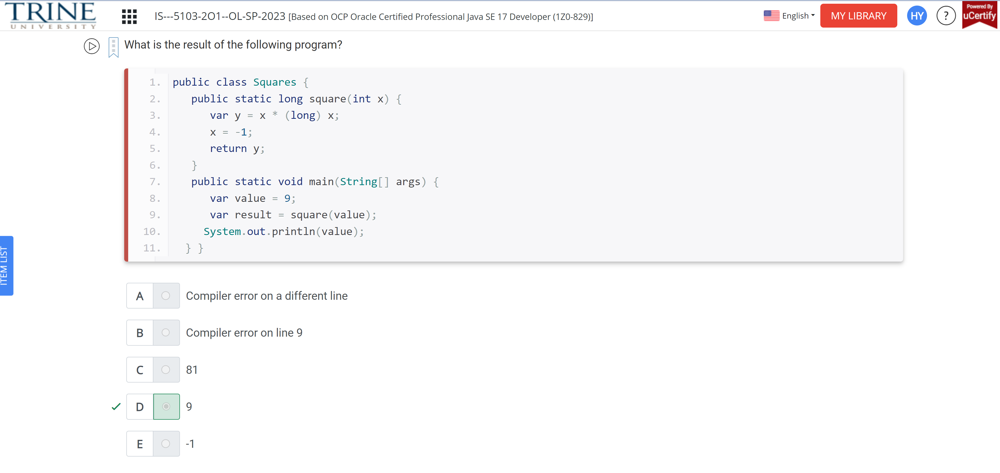 TRINE
UNIVERSITY
IS---5103-2O1--OL-SP-2023 [Based on OCP Oracle Certified Professional Java SE 17 Developer (1Z0-829)]
English
MY LIBRARY
HY
?
Powered By
uCertify
What is the result of the following program?
1. public class Squares {
2. public static long square(int x) {
3. var y = x * (long) x;
4. x = -1;
5. return y;
6. }
7. public static void main(String[] args) {
8. var value = 9;
9. var result = square(value);
10. System.out.println(value);
11. } }
ITEM LIST
A Compiler error on a different line
B Compiler error on line 9
C 81
D 9
E -1